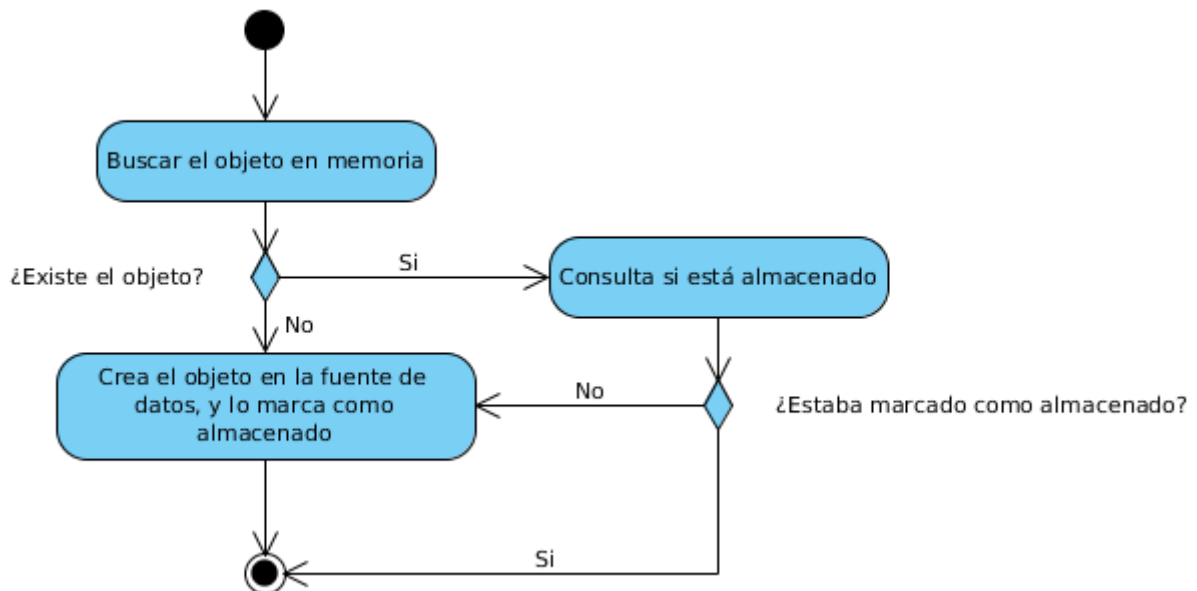 Buscar el objeto en memoria
¿Existe el objeto?
Si
Consulta si está almacenado
No
Crea el objeto en la fuente de
datos, y lo marca como
almacenado
No
¿Estaba marcado como almacenado?
Si